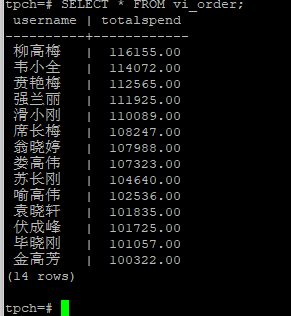 tpch=# SELECT * FROM vi_order;
username | totalspend
----------+------------
柳高梅 | 116155.00
韦小全 | 114072.00
贲艳梅 | 112565.00
强兰丽 | 111925.00
滑小刚 | 110089.00
席长梅 | 108247.00
翁晓婷 | 107988.00
娄高伟 | 107323.00
苏长刚 | 104640.00
喻高伟 | 102536.00
袁晓轩 | 101835.00
伏成峰 | 101725.00
毕晓刚 | 101057.00
金高芳 | 100322.00
(14 rows)
tpch=#